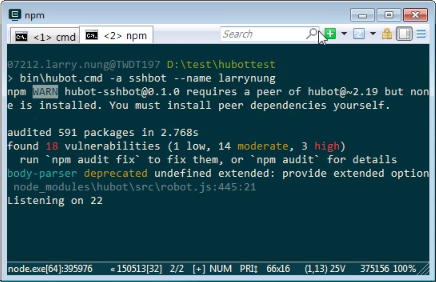 npm
<1> cmd
<2> npm
Search
07212.larry.nung@TWDT197 D:\test\hubottest
> bin\hubot.cmd -a sshbot --name larrynung
npm WARN hubot-sshbot@0.1.0 requires a peer of hubot@~2.19 but non
e is installed. You must install peer dependencies yourself.
audited 591 packages in 2.768s
found 18 vulnerabilities (1 low, 14 moderate, 3 high)
run `npm audit fix` to fix them, or `npm audit` for details
body-parser deprecated undefined extended: provide extended option
node_modules\hubot\src\robot.js:445:21
Listening on 22
node.exe[64]:395976 «150513[32] 2/2 [+] NUM PRI‡ 66x16 (1,13) 25V 375156 100%